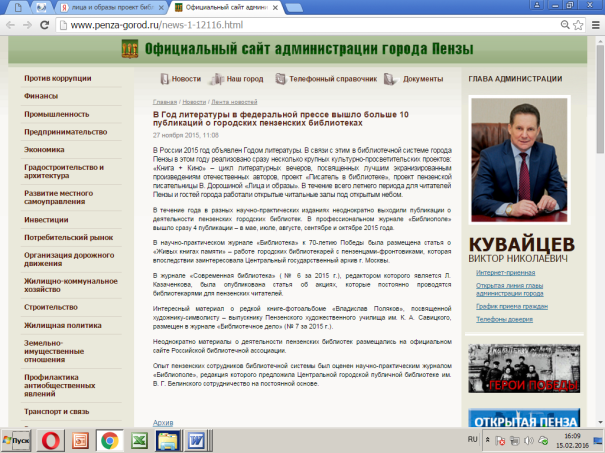 лица и образы проект библ
Официальный сайт админи
www.penza-gorod.ru/news-1-12116.html
Официальный сайт администрации города Пензы
Новости
Наш город
Телефонный справочник
Документы
Против коррупции
Финансы
Промышленность
Предпринимательство
Экономика
Градостроительство и
архитектура
Развитие местного
самоуправления
Инвестиции
Потребительский рынок
Организация дорожного
движения
Жилищно-коммунальное
хозяйство
Строительство
Жилищная политика
Земельно-
имущественные
отношения
Профилактика
антиобщественных
явлений
Транспорт и связь
Главная / Новости / Лента новостей
В Год литературы в федеральной прессе вышло больше 10
публикаций о городских пензенских библиотеках
27 ноября 2015, 11:08
В России 2015 год объявлен Годом литературы. В связи с этим в библиотечной системе города
Пензы в этом году реализовано сразу несколько крупных культурно-просветительских проектов:
«Книга + Кино» – цикл литературных вечеров, посвященных лучшим экранизированным
произведениям отечественных авторов, проект «Писатель в библиотеке», проект пензенской
писательницы В. Дорошиной «Лица и образы». В течение всего летнего периода для читателей
Пензы и гостей города работали открытые читальные залы под открытым небом.
В течение года в разных научно-практических изданиях неоднократно выходили публикации о
деятельности пензенских городских библиотек. В профессиональном журнале «Библиополе»
вышло сразу 4 публикации – в мае, июле, августе, сентябре и октябре 2015 года.
В научно-практическом журнале «Библиотека» к 70-летию Победы была размещена статья о
«Живых книгах памяти» – работе городских библиотекарей с пензенцами-фронтовиками, которая
впоследствии заинтересовала Центральный государственный архив г. Москвы.
В журнале «Современная библиотека» ( № 6 за 2015 г.), редактором которого является Л.
Казаченкова, была опубликована статья об акциях, которые постоянно проводятся
библиотекарями для пензенских читателей.
Интересный материал о редкой книге-фотоальбоме «Владислав Поляков», посвященной
художнику-символисту – выпускнику Пензенского художественного училища им. К. А. Савицкого,
размещен в журнале «Библиотечное дело» (№ 7 за 2015 г.).
Неоднократно материалы о деятельности пензенских библиотек размещались на официальном
сайте Российской библиотечной ассоциации.
Опыт пензенских сотрудников библиотечной системы был оценен научно-практическим журналом
«Библиополе», редакция которого предложила Центральной городской публичной библиотеке им.
В. Г. Белинского сотрудничество на постоянной основе.
Архив
ГЛАВА АДМИНИСТРАЦИИ
КУВАЙЦЕВ
ВИКТОР НИКОЛАЕВИЧ
Интернет-приемная
Открытая линия главы
администрации города
График приема граждан
Телефоны доверия
ГЕРОИ ПОБЕДЫ
ОТКРЫТАЯ ПЕНЗА
Пуск
RU
16:09
15.02.2016